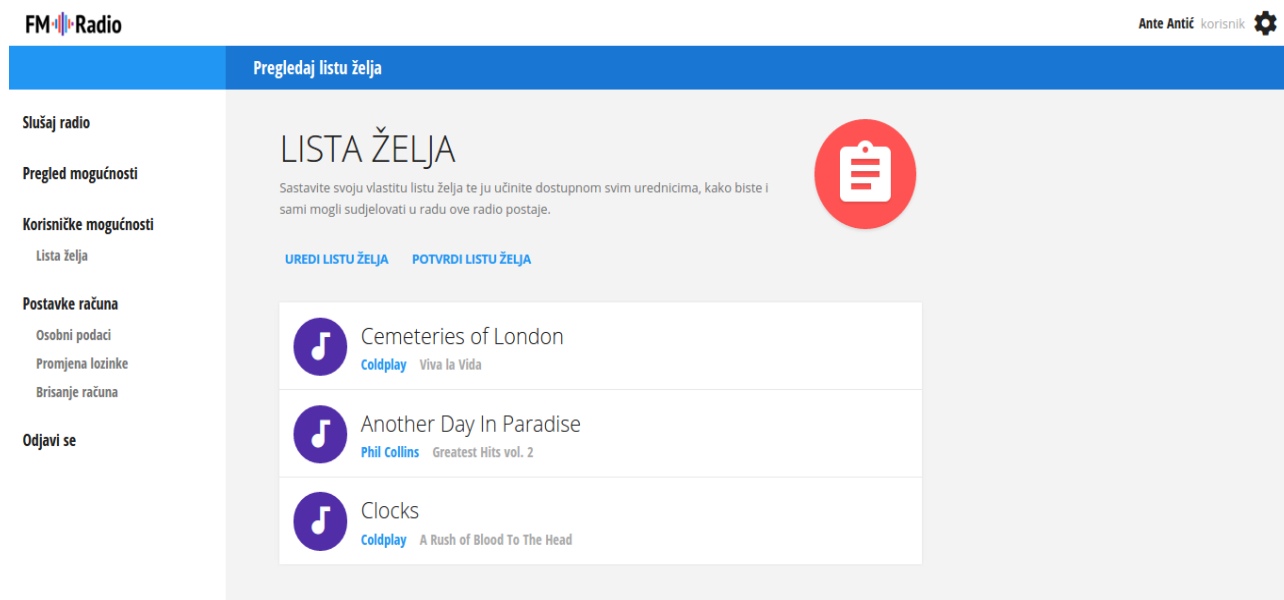 FM Radio
Ante Antić korisnik
Pregledaj listu želja
Slušaj radio
Pregled mogućnosti
Korisničke mogućnosti
Lista želja
Postavke računa
Osobni podaci
Promjena lozinke
Brisanje računa
Odjavi se
LISTA ŽELJA
Sastavite svoju vlastitu listu želja te ju učinite dostupnom svim urednicima, kako biste i
sami mogli sudjelovati u radu ove radio postaje.
UREDI LISTU ŽELJA POTVRDI LISTU ŽELJA
Cemeteries of London
Coldplay Viva la Vida
Another Day In Paradise
Phil Collins Greatest Hits vol. 2
Clocks
Coldplay A Rush of Blood To The Head